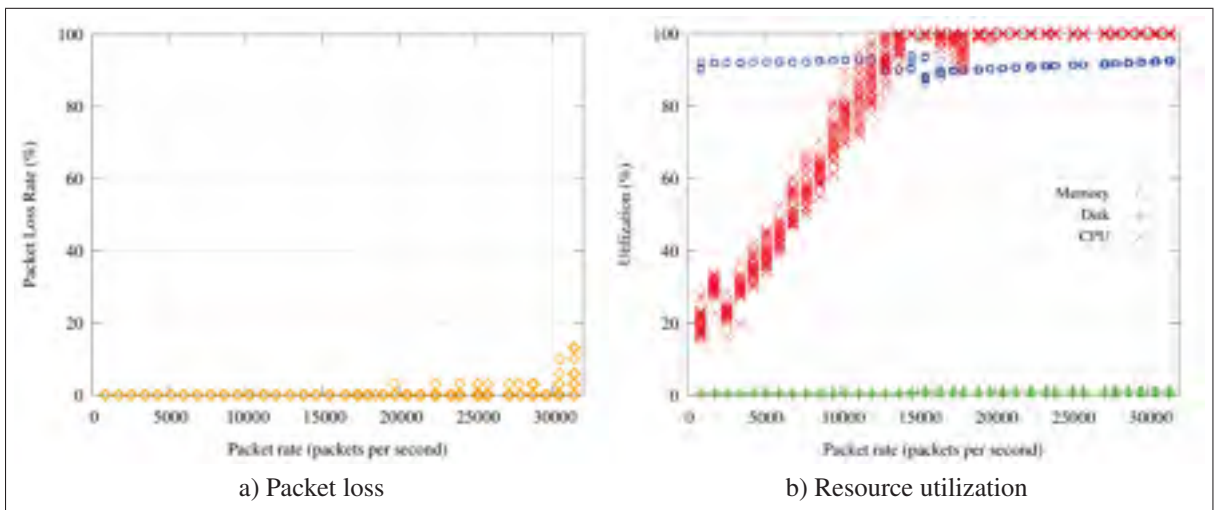 100
80
60
40
20
0
Packet Loss Rate (%)
0 5000 10000 15000 20000 25000 30000
Packet rate (packets per second)
a) Packet loss
100
80
60
40
20
0
Utilization (%)
Memory
Disk
CPU
0 5000 10000 15000 20000 25000 30000
Packet rate (packets per second)
b) Resource utilization